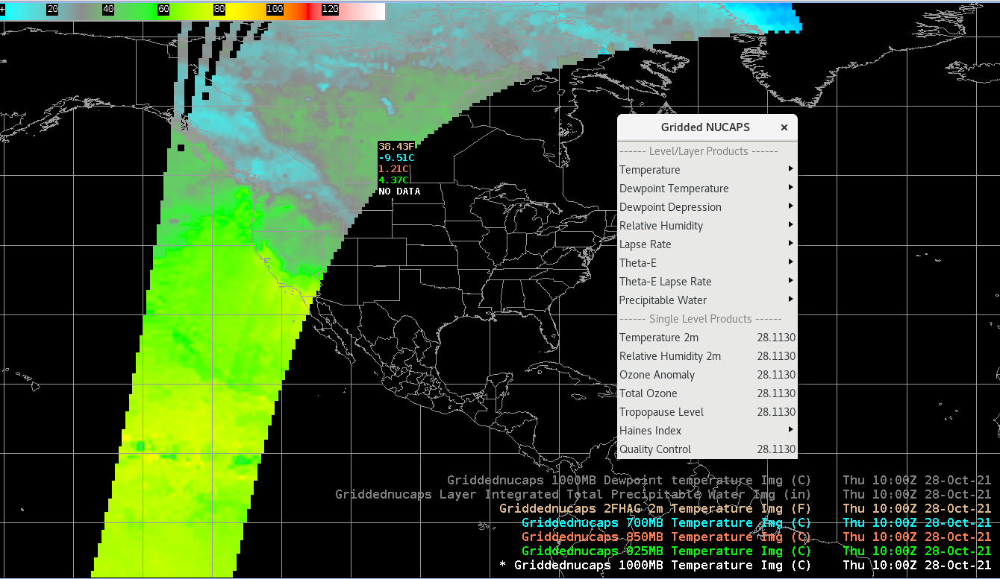 + 20 40 60 80 100 120
38.43F
-9.51C
1.21C
4.37C
NO DATA
Gridded NUCAPS ×
------ Level/Layer Products ------
Temperature
Dewpoint Temperature
Dewpoint Depression
Relative Humidity
Lapse Rate
Theta-E
Theta-E Lapse Rate
Precipitable Water
------ Single Level Products ------
Temperature 2m 28.1130
Relative Humidity 2m 28.1130
Ozone Anomaly 28.1130
Total Ozone 28.1130
Tropopause Level 28.1130
Haines Index
Quality Control 28.1130
Griddednucaps 1000MB Dewpoint temperature Img (C) Thu 10:00Z 28-Oct-21
Griddednucaps Layer Integrated Total Precipitable Water Img (in) Thu 10:00Z 28-Oct-21
Griddednucaps 2FHAG 2m Temperature Img (F) Thu 10:00Z 28-Oct-21
Griddednucaps 700MB Temperature Img (C) Thu 10:00Z 28-Oct-21
Griddednucaps 850MB Temperature Img (C) Thu 10:00Z 28-Oct-21
Griddednucaps 925MB Temperature Img (C) Thu 10:00Z 28-Oct-21
* Griddednucaps 1000MB Temperature Img (C) Thu 10:00Z 28-Oct-21